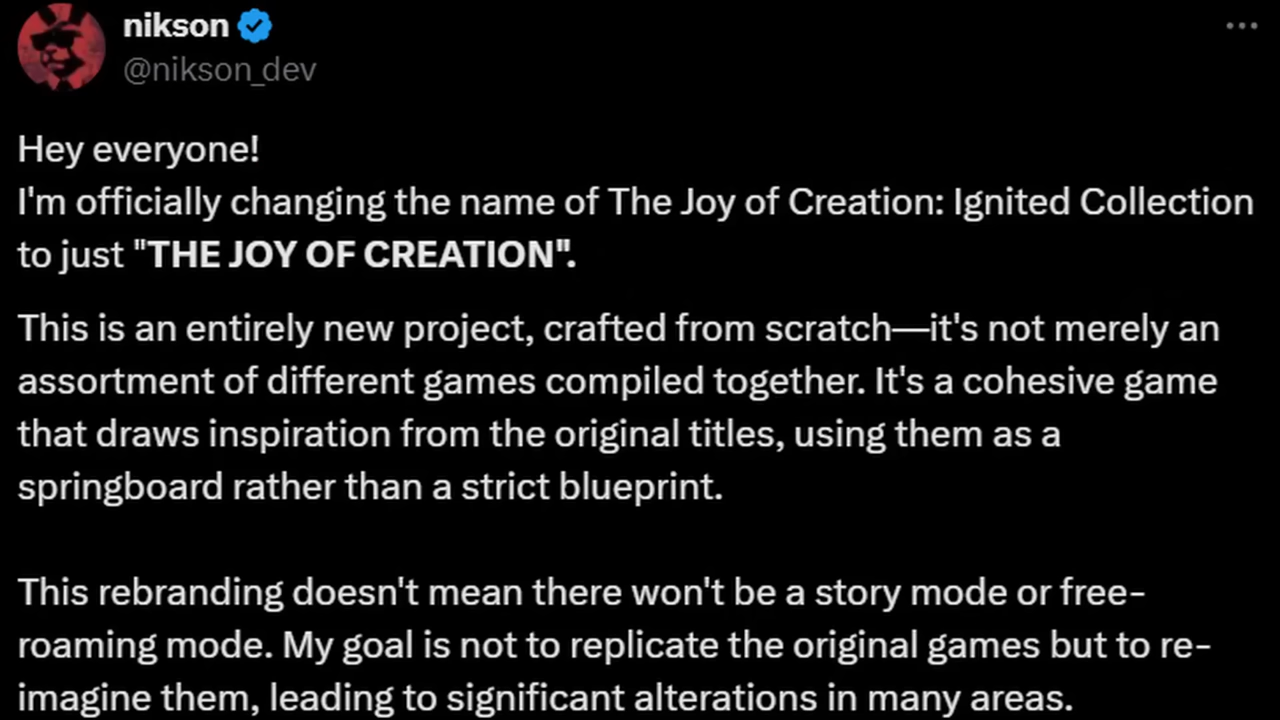 nikson
@nikson_dev
Hey everyone!
I'm officially changing the name of The Joy of Creation: Ignited Collection
to just "THE JOY OF CREATION".
This is an entirely new project, crafted from scratch—it's not merely an
assortment of different games compiled together. It's a cohesive game
that draws inspiration from the original titles, using them as a
springboard rather than a strict blueprint.
This rebranding doesn't mean there won't be a story mode or free-
roaming mode. My goal is not to replicate the original games but to re-
imagine them, leading to significant alterations in many areas.